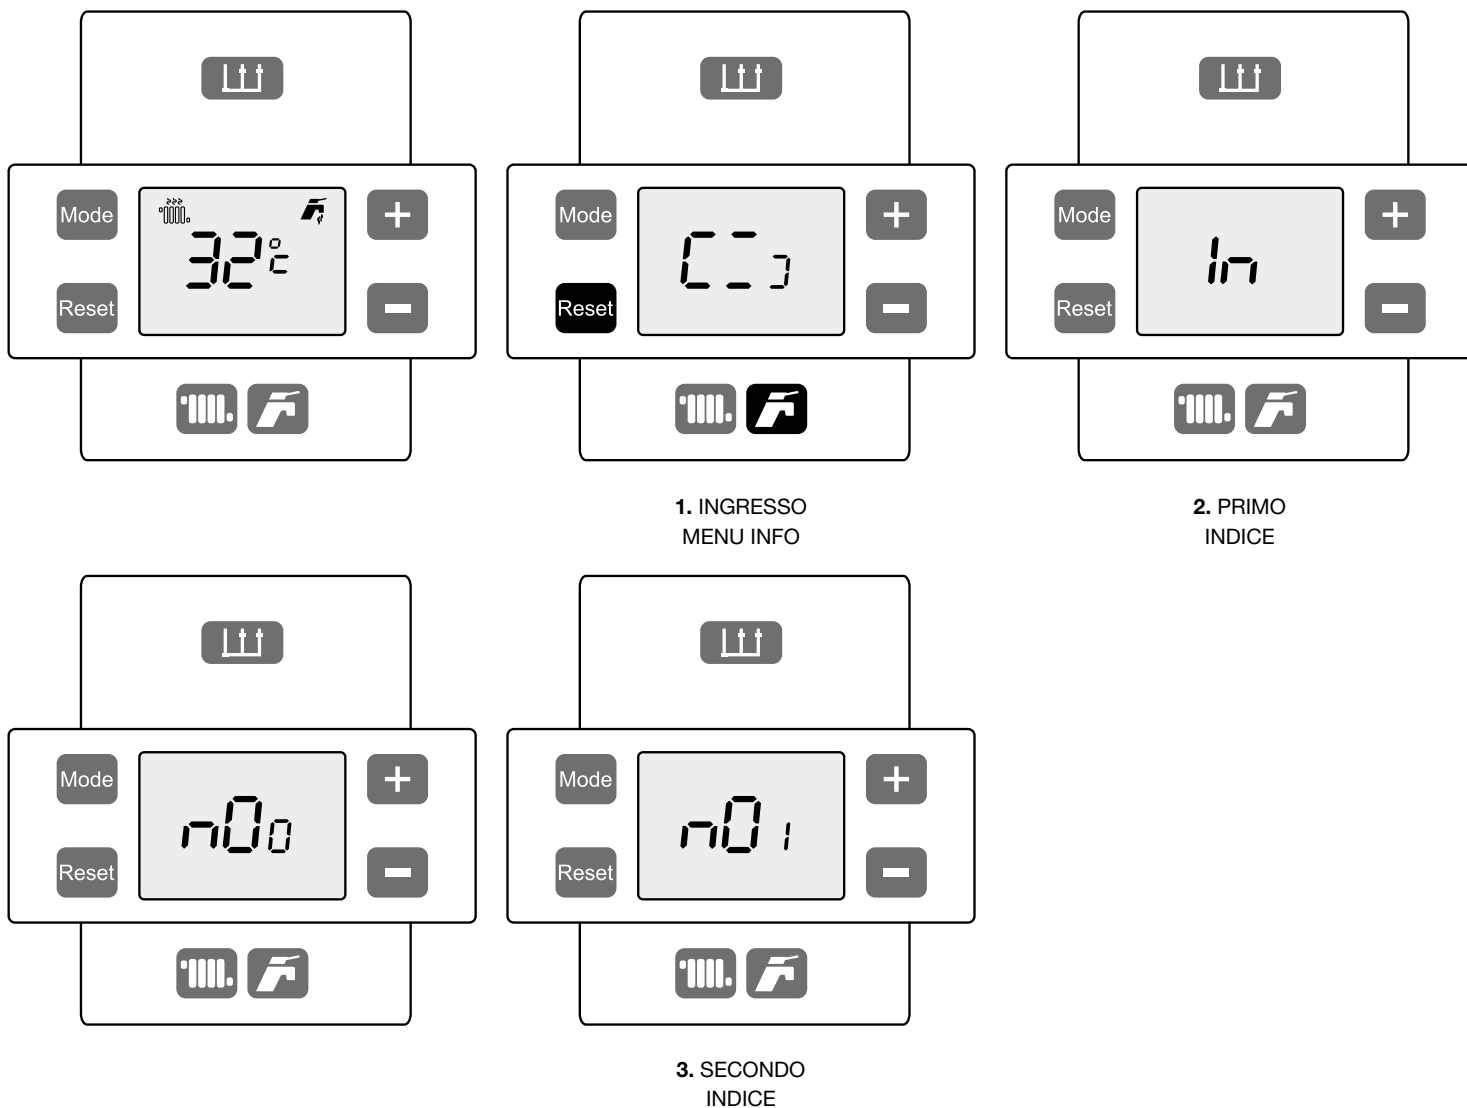 Mode 32°c +
Reset -
Mode +
Reset -
1. INGRESSO
MENU INFO
Mode In +
Reset -
2. PRIMO
INDICE
Mode n00 +
Reset -
Mode n01 +
Reset -
3. SECONDO
INDICE